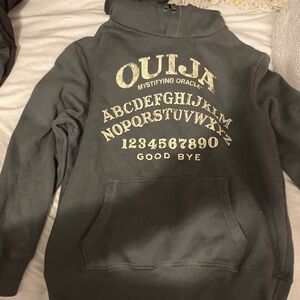 OUIJA
MYSTIFYING ORACLE
ABCDEFGHIJKLM
NOPQRSTUVWXYZ
1234567890
GOOD BYE